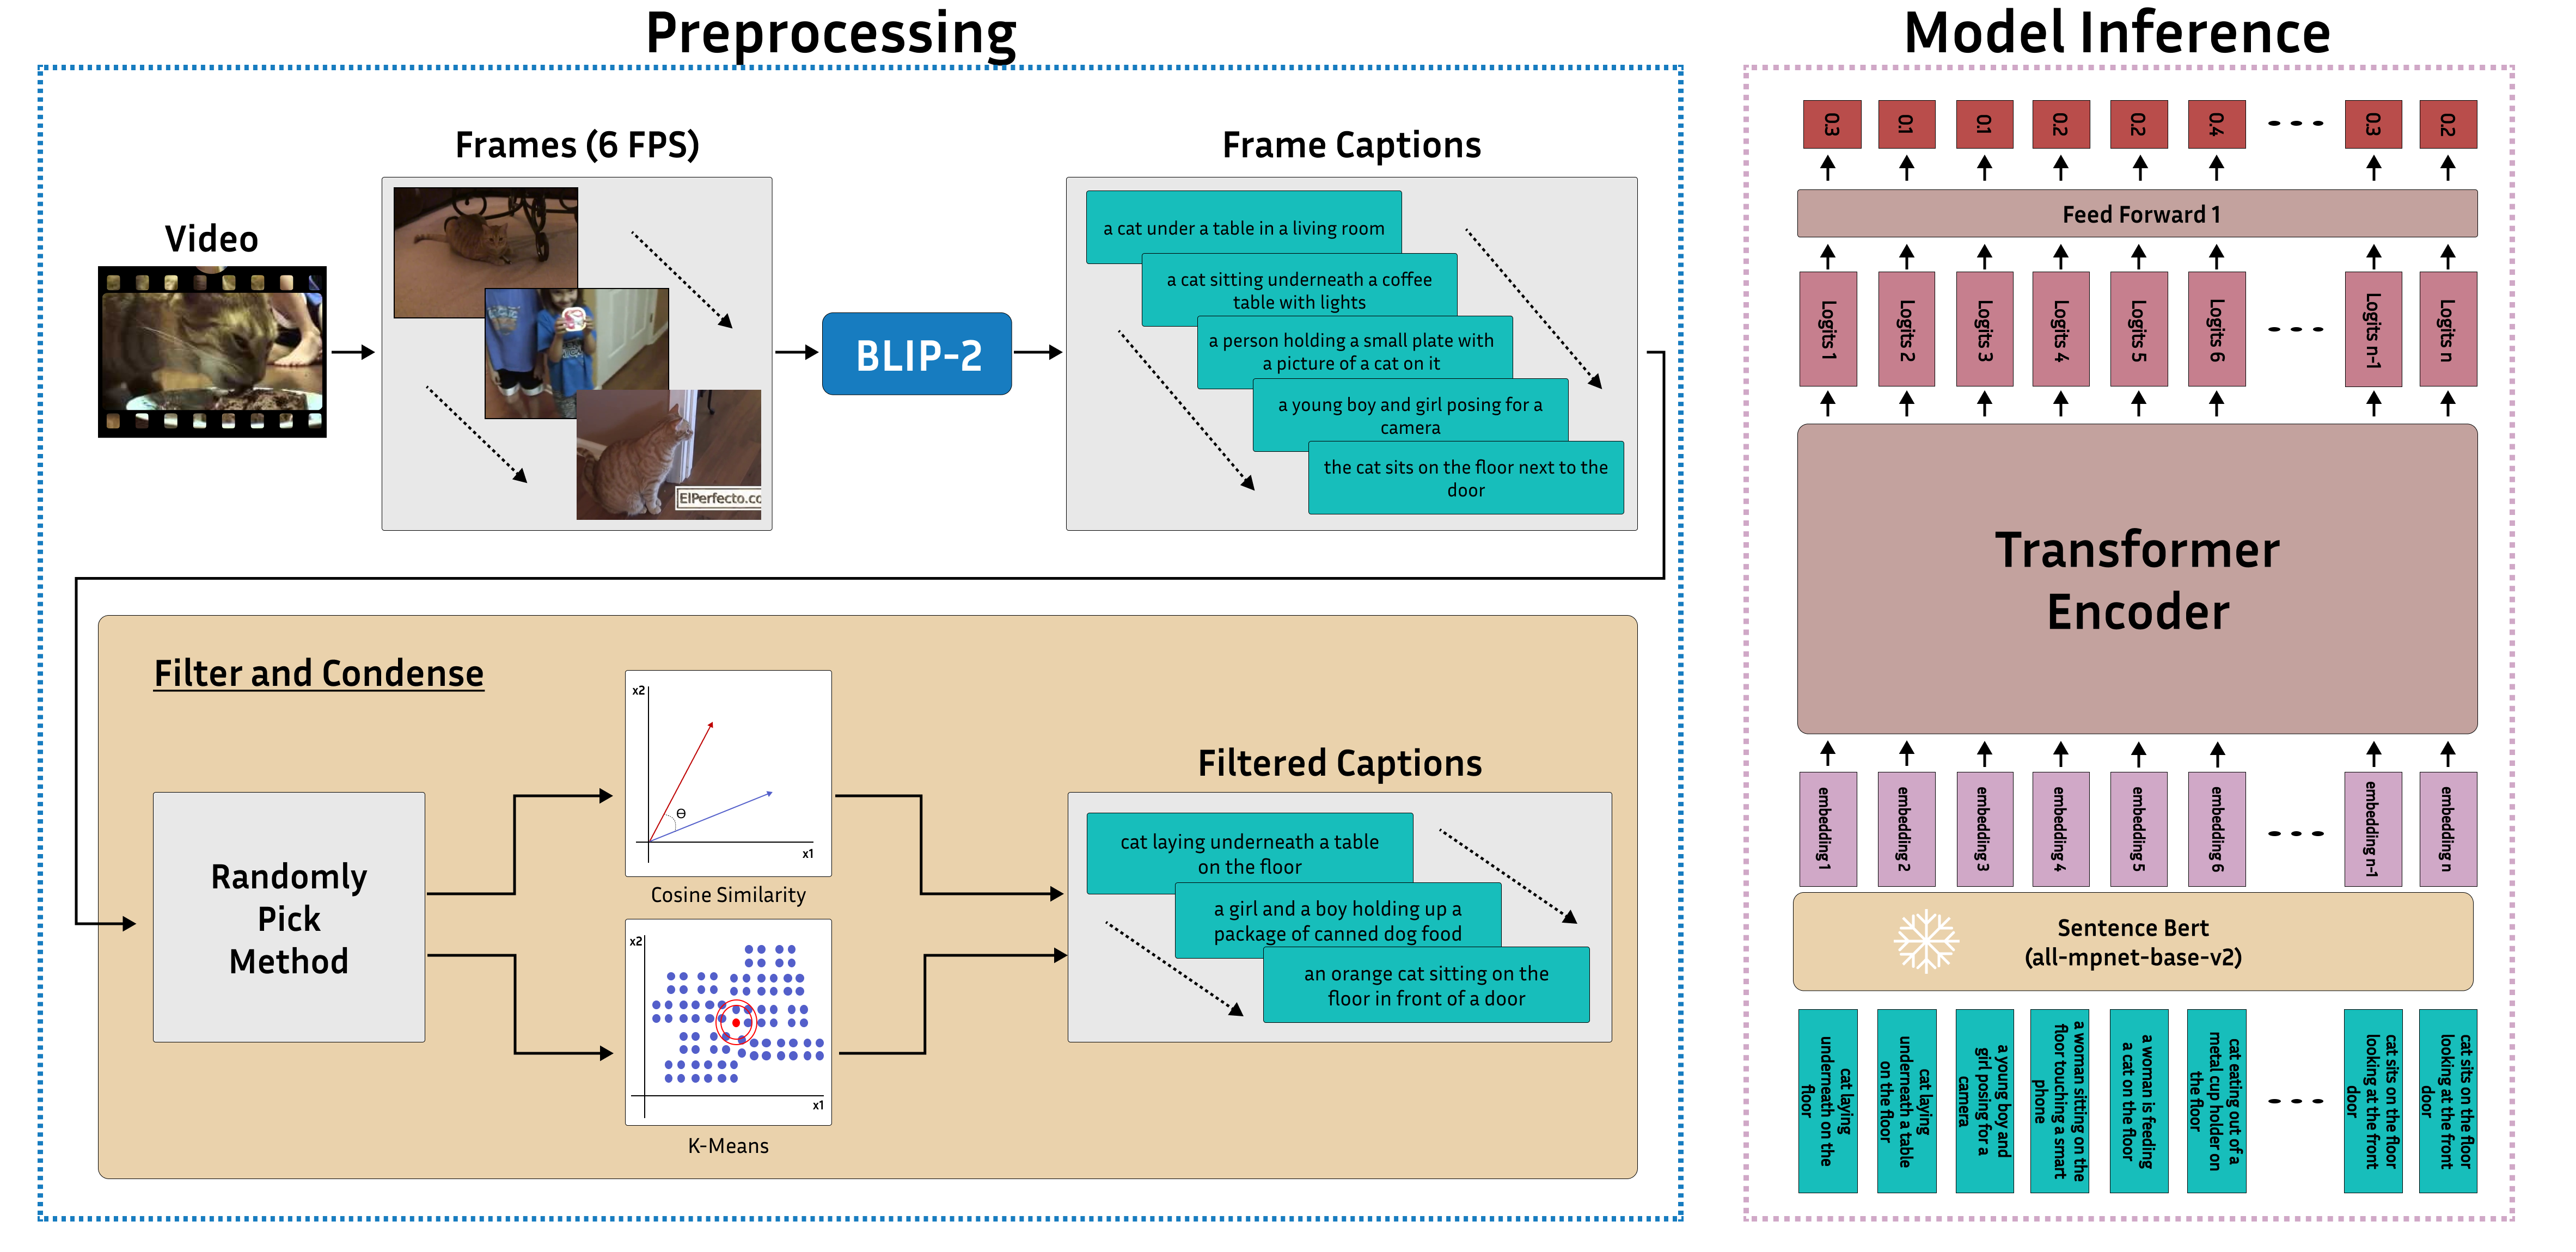 Preprocessing
Video
Frames (6 FPS)
ElPerfecto.cc
BLIP-2
Frame Captions
a cat under a table in a living room
a cat sitting underneath a coffee
table with lights
a person holding a small plate with
a picture of a cat on it
a young boy and girl posing for a
camera
the cat sits on the floor next to the
door
Filter and Condense
Randomly
Pick
Method
x2
Θ
x1
Cosine Similarity
x2
x1
K-Means
Filtered Captions
cat laying underneath a table
on the floor
a girl and a boy holding up a
package of canned dog food
an orange cat sitting on the
floor in front of a door
Model Inference
0.3
0.1
0.1
0.2
0.2
0.4
0.3
0.2
Feed Forward 1
Logits 1
Logits 2
Logits 3
Logits 4
Logits 5
Logits 6
Logits n-1
Logits n
Transformer
Encoder
embedding 1
embedding 2
embedding 3
embedding 4
embedding 5
embedding 6
embedding n-1
embedding n
Sentence Bert
(all-mpnet-base-v2)
cat laying
underneath on the
floor
cat laying
underneath a table
on the floor
a young boy and
girl posing for a
camera
a woman sitting on the
floor touching a smart
phone
a woman is feeding
a cat on the floor
cat eating out of a
metal cup holder on
the floor
cat sits on the floor
looking at the front
door
cat sits on the floor
looking at the front
door